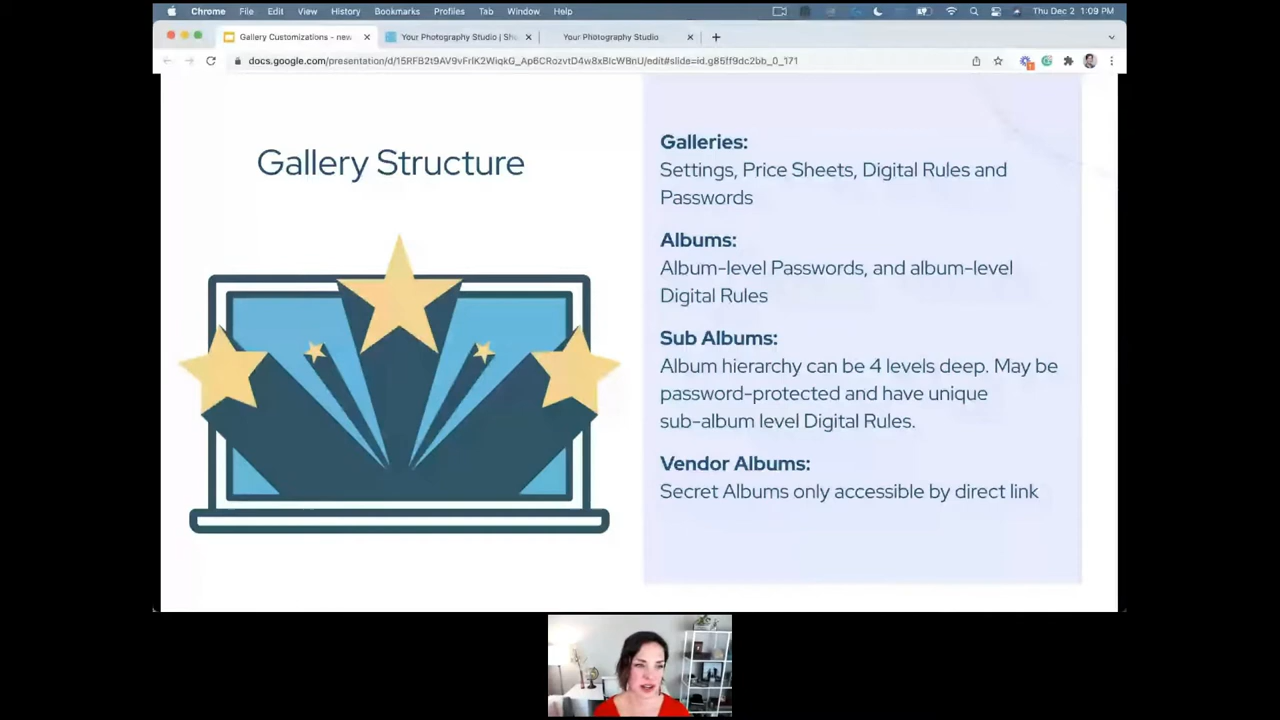 Chrome File Edit View History Bookmarks Profiles Tab Window Help Thu Dec 2 1:09 PM
Gallery Customizations - new Your Photography Studio | Your Photography Studio
Gallery Structure
Galleries:
Settings, Price Sheets, Digital Rules and
Passwords
Albums:
Album-level Passwords, and album-level
Digital Rules
Sub Albums:
Album hierarchy can be 4 levels deep. May be
password-protected and have unique
sub-album level Digital Rules.
Vendor Albums:
Secret Albums only accessible by direct link